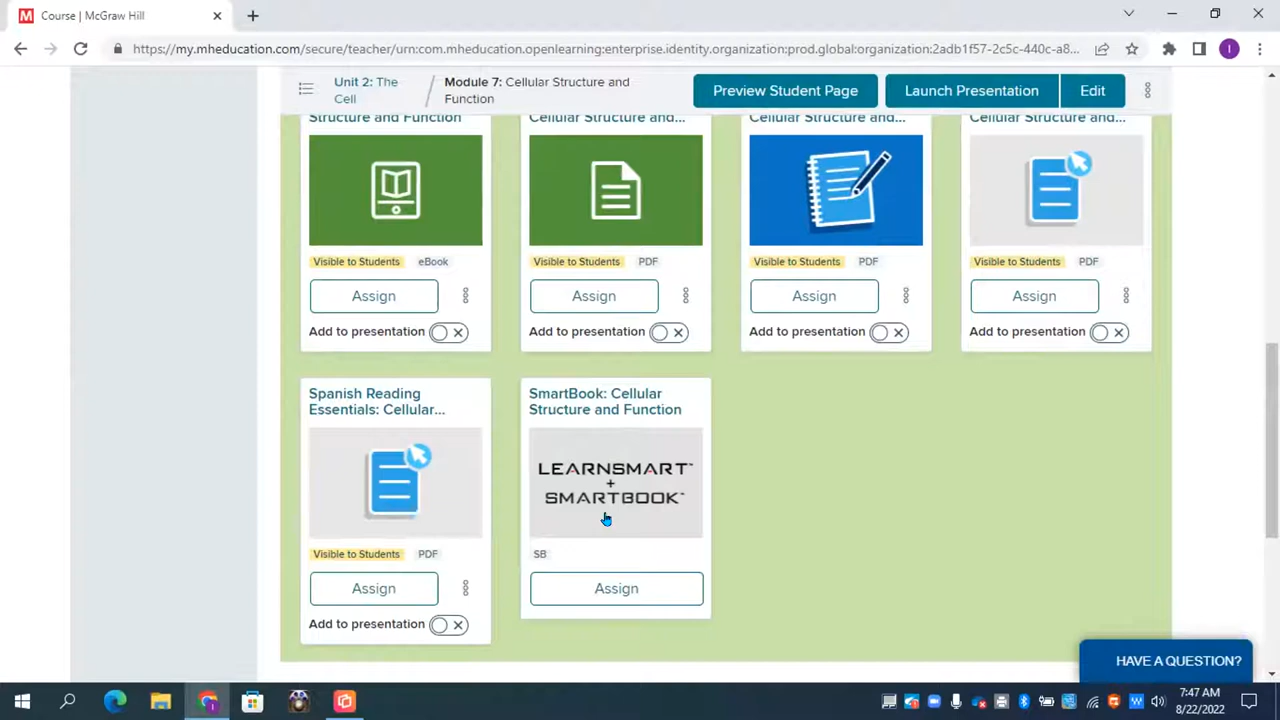 Course | McGraw Hill
https://my.mheducation.com/secure/teacher/urn:com.mheducation.openlearning:enterprise.identity.organization:prod.global:organization:2adb1f57-2c5c-440c-a8...
I
Unit 2: The
Cell
Module 7: Cellular Structure and
Function
Preview Student Page
Launch Presentation
Edit
Structure and Function
Cellular Structure and...
Cellular Structure and...
Cellular Structure and...
Visible to Students eBook
Visible to Students PDF
Visible to Students PDF
Visible to Students PDF
Assign
Assign
Assign
Assign
Add to presentation
Add to presentation
Add to presentation
Add to presentation
Spanish Reading
Essentials: Cellular...
SmartBook: Cellular
Structure and Function
LEARNSMART™
+
SMARTBOOK™
Visible to Students PDF
SB
Assign
Assign
Add to presentation
HAVE A QUESTION?
7:47 AM
8/22/2022